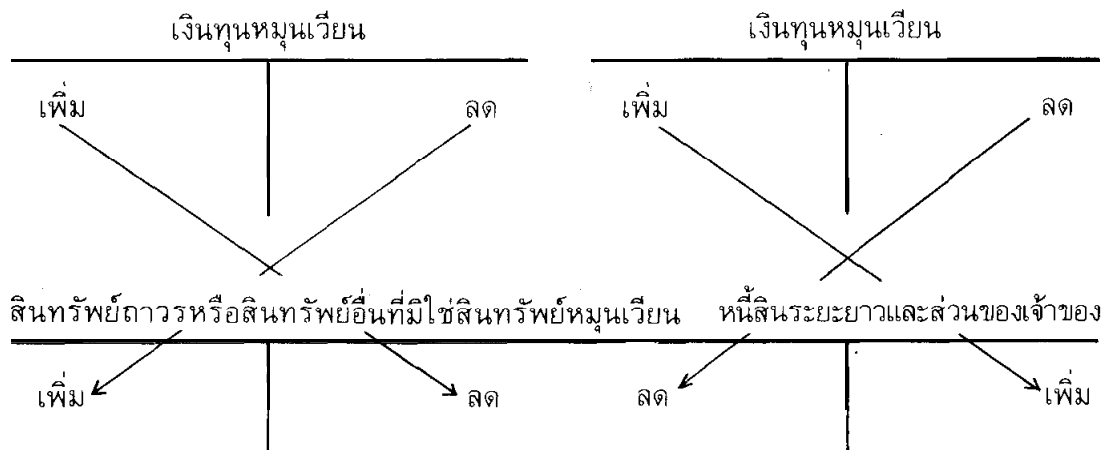 เงินทุนหมุนเวียน เงินทุนหมุนเวียน
เพิ่ม ลด เพิ่ม ลด
สินทรัพย์ถาวรหรือสินทรัพย์อื่นที่มิใช่สินทรัพย์หมุนเวียน หนี้สินระยะยาวและส่วนของเจ้าของ
เพิ่ม ลด ลด เพิ่ม